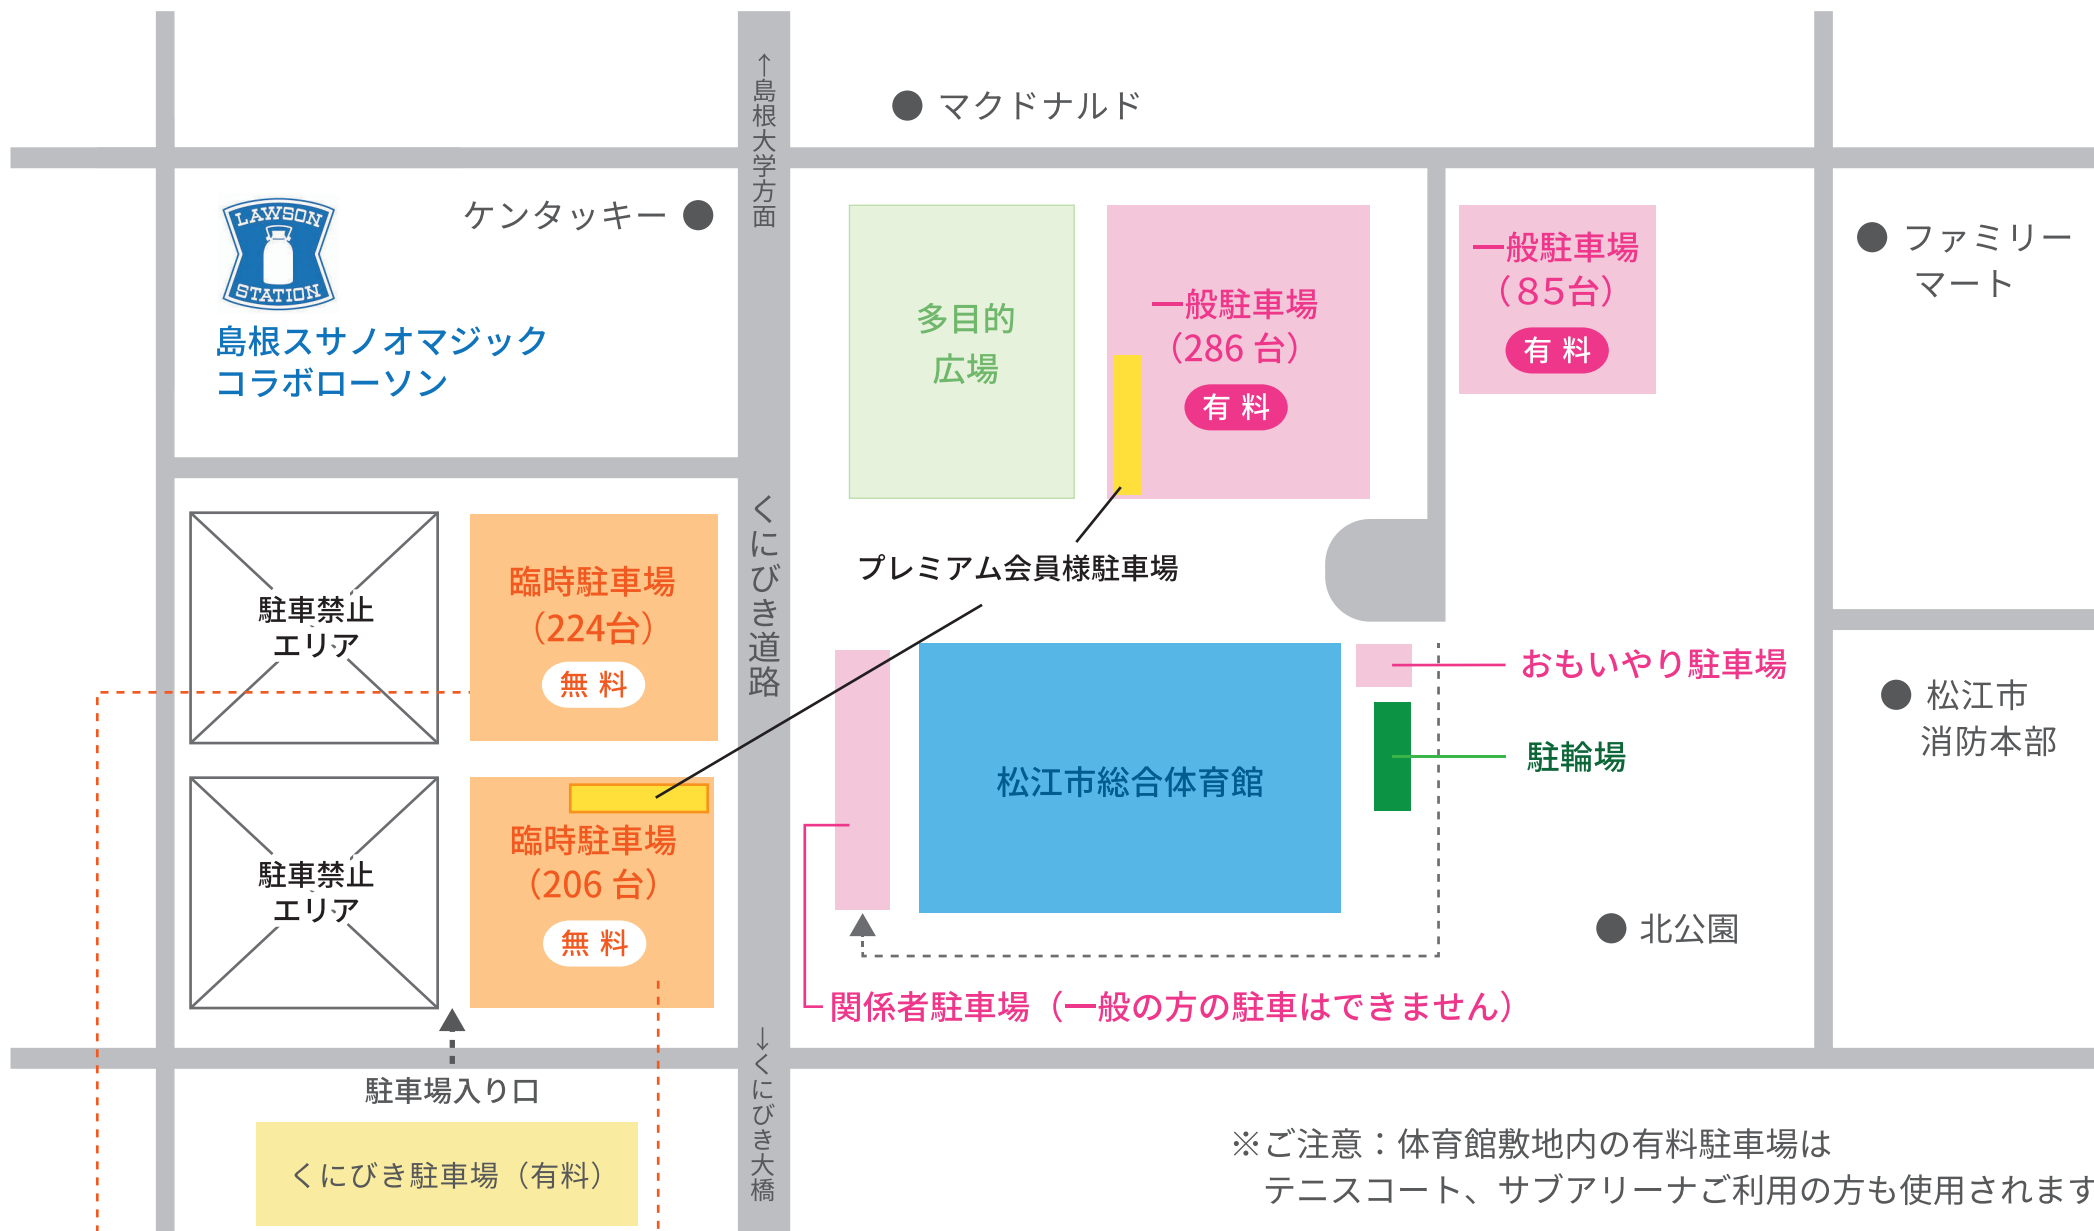 ↑島根大学方面
マクドナルド
ケンタッキー
LAWSON
STATION
島根スサノオマジック
コラボローソン
多目的
広場
一般駐車場
（286 台）
有 料
一般駐車場
（85台）
有 料
ファミリー
マート
くにびき道路
プレミアム会員様駐車場
駐車禁止
エリア
臨時駐車場
（224台）
無 料
おもいやり駐車場
駐輪場
松江市
消防本部
松江市総合体育館
駐車禁止
エリア
臨時駐車場
（206 台）
無 料
北公園
関係者駐車場（一般の方の駐車はできません）
→くにびき大橋
駐車場入り口
くにびき駐車場（有料）
※ご注意：体育館敷地内の有料駐車場は
テニスコート、サブアリーナご利用の方も使用されます